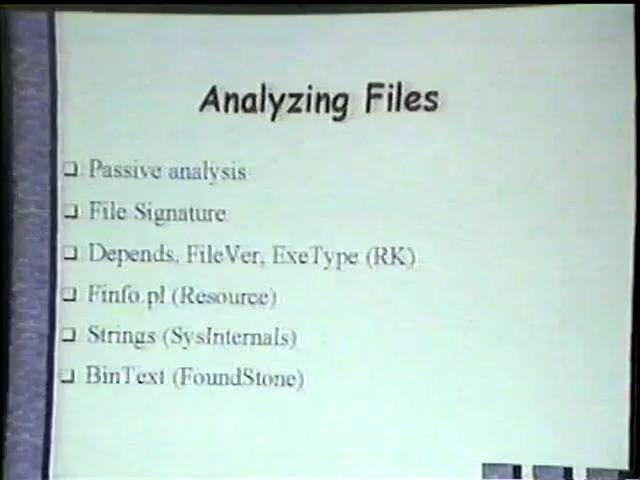 Analyzing Files
Passive analysis
File Signature
Depends, FileVer, ExeType (RK)
Finfo.pl (Resource)
Strings (SysInternals)
BinText (FoundStone)